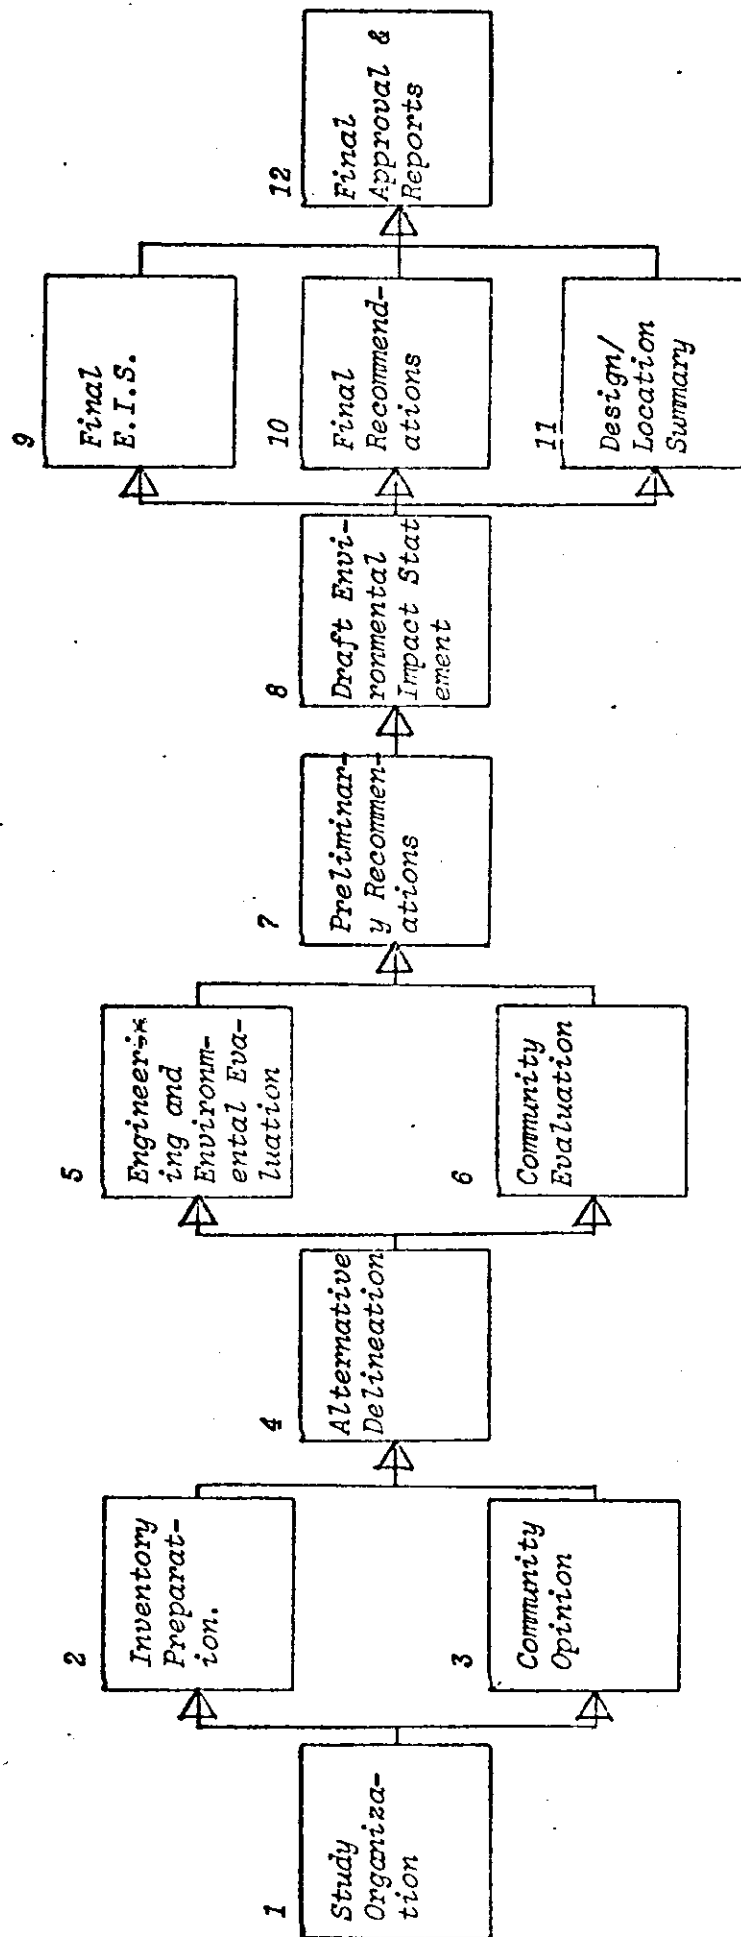 1
Study
Organiza-
tion
2
Inventory
Preparat-
ion.
3
Community
Opinion
4
Alternative
Delineation
5
Engineer-
ing and
Environm-
ental Eva-
luation
6
Community
Evaluation
7
Preliminar-
y Recommen-
ations
8
Draft Envi-
ronmental
Impact Stat
ement
9
Final
E.I.S.
10
Final
Recommend-
ations
11
Design/
Location
Summary
12
Final
Approval &
Reports